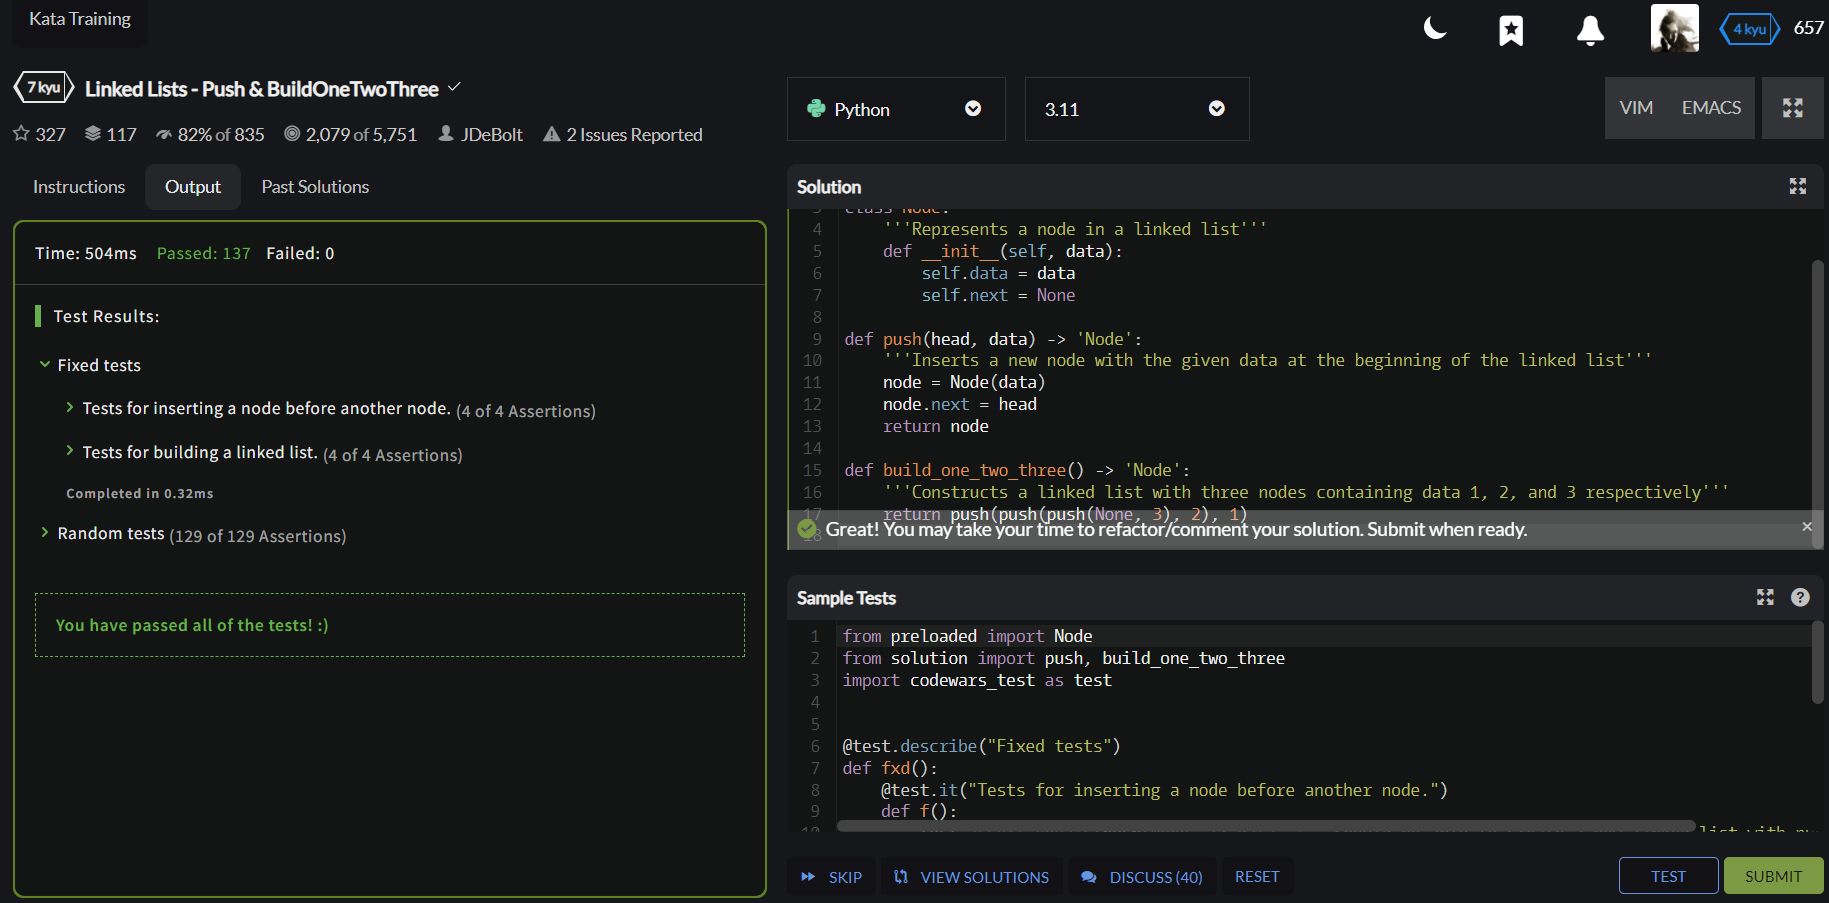 Kata Training
4 kyu 657
7 kyu Linked Lists - Push & BuildOneTwoThree
327 117 82% of 835 2,079 of 5,751 JDeBolt 2 Issues Reported
Instructions Output Past Solutions
Time: 504ms Passed: 137 Failed: 0
Test Results:
Fixed tests
Tests for inserting a node before another node. (4 of 4 Assertions)
Tests for building a linked list. (4 of 4 Assertions)
Completed in 0.32ms
Random tests (129 of 129 Assertions)
You have passed all of the tests! :)
Python 3.11 VIM EMACS
Solution
3 class Node:
4 '''Represents a node in a linked list'''
5 def __init__(self, data):
6 self.data = data
7 self.next = None
8
9 def push(head, data) -> 'Node':
10 '''Inserts a new node with the given data at the beginning of the linked list'''
11 node = Node(data)
12 node.next = head
13 return node
14
15 def build_one_two_three() -> 'Node':
16 '''Constructs a linked list with three nodes containing data 1, 2, and 3 respectively'''
17 return push(push(push(None, 3), 2), 1)
18
Great! You may take your time to refactor/comment your solution. Submit when ready.
Sample Tests
1 from preloaded import Node
2 from solution import push, build_one_two_three
3 import codewars_test as test
4
5
6 @test.describe("Fixed tests")
7 def fxd():
8 @test.it("Tests for inserting a node before another node.")
9 def f():
10
SKIP VIEW SOLUTIONS DISCUSS (40) RESET TEST SUBMIT